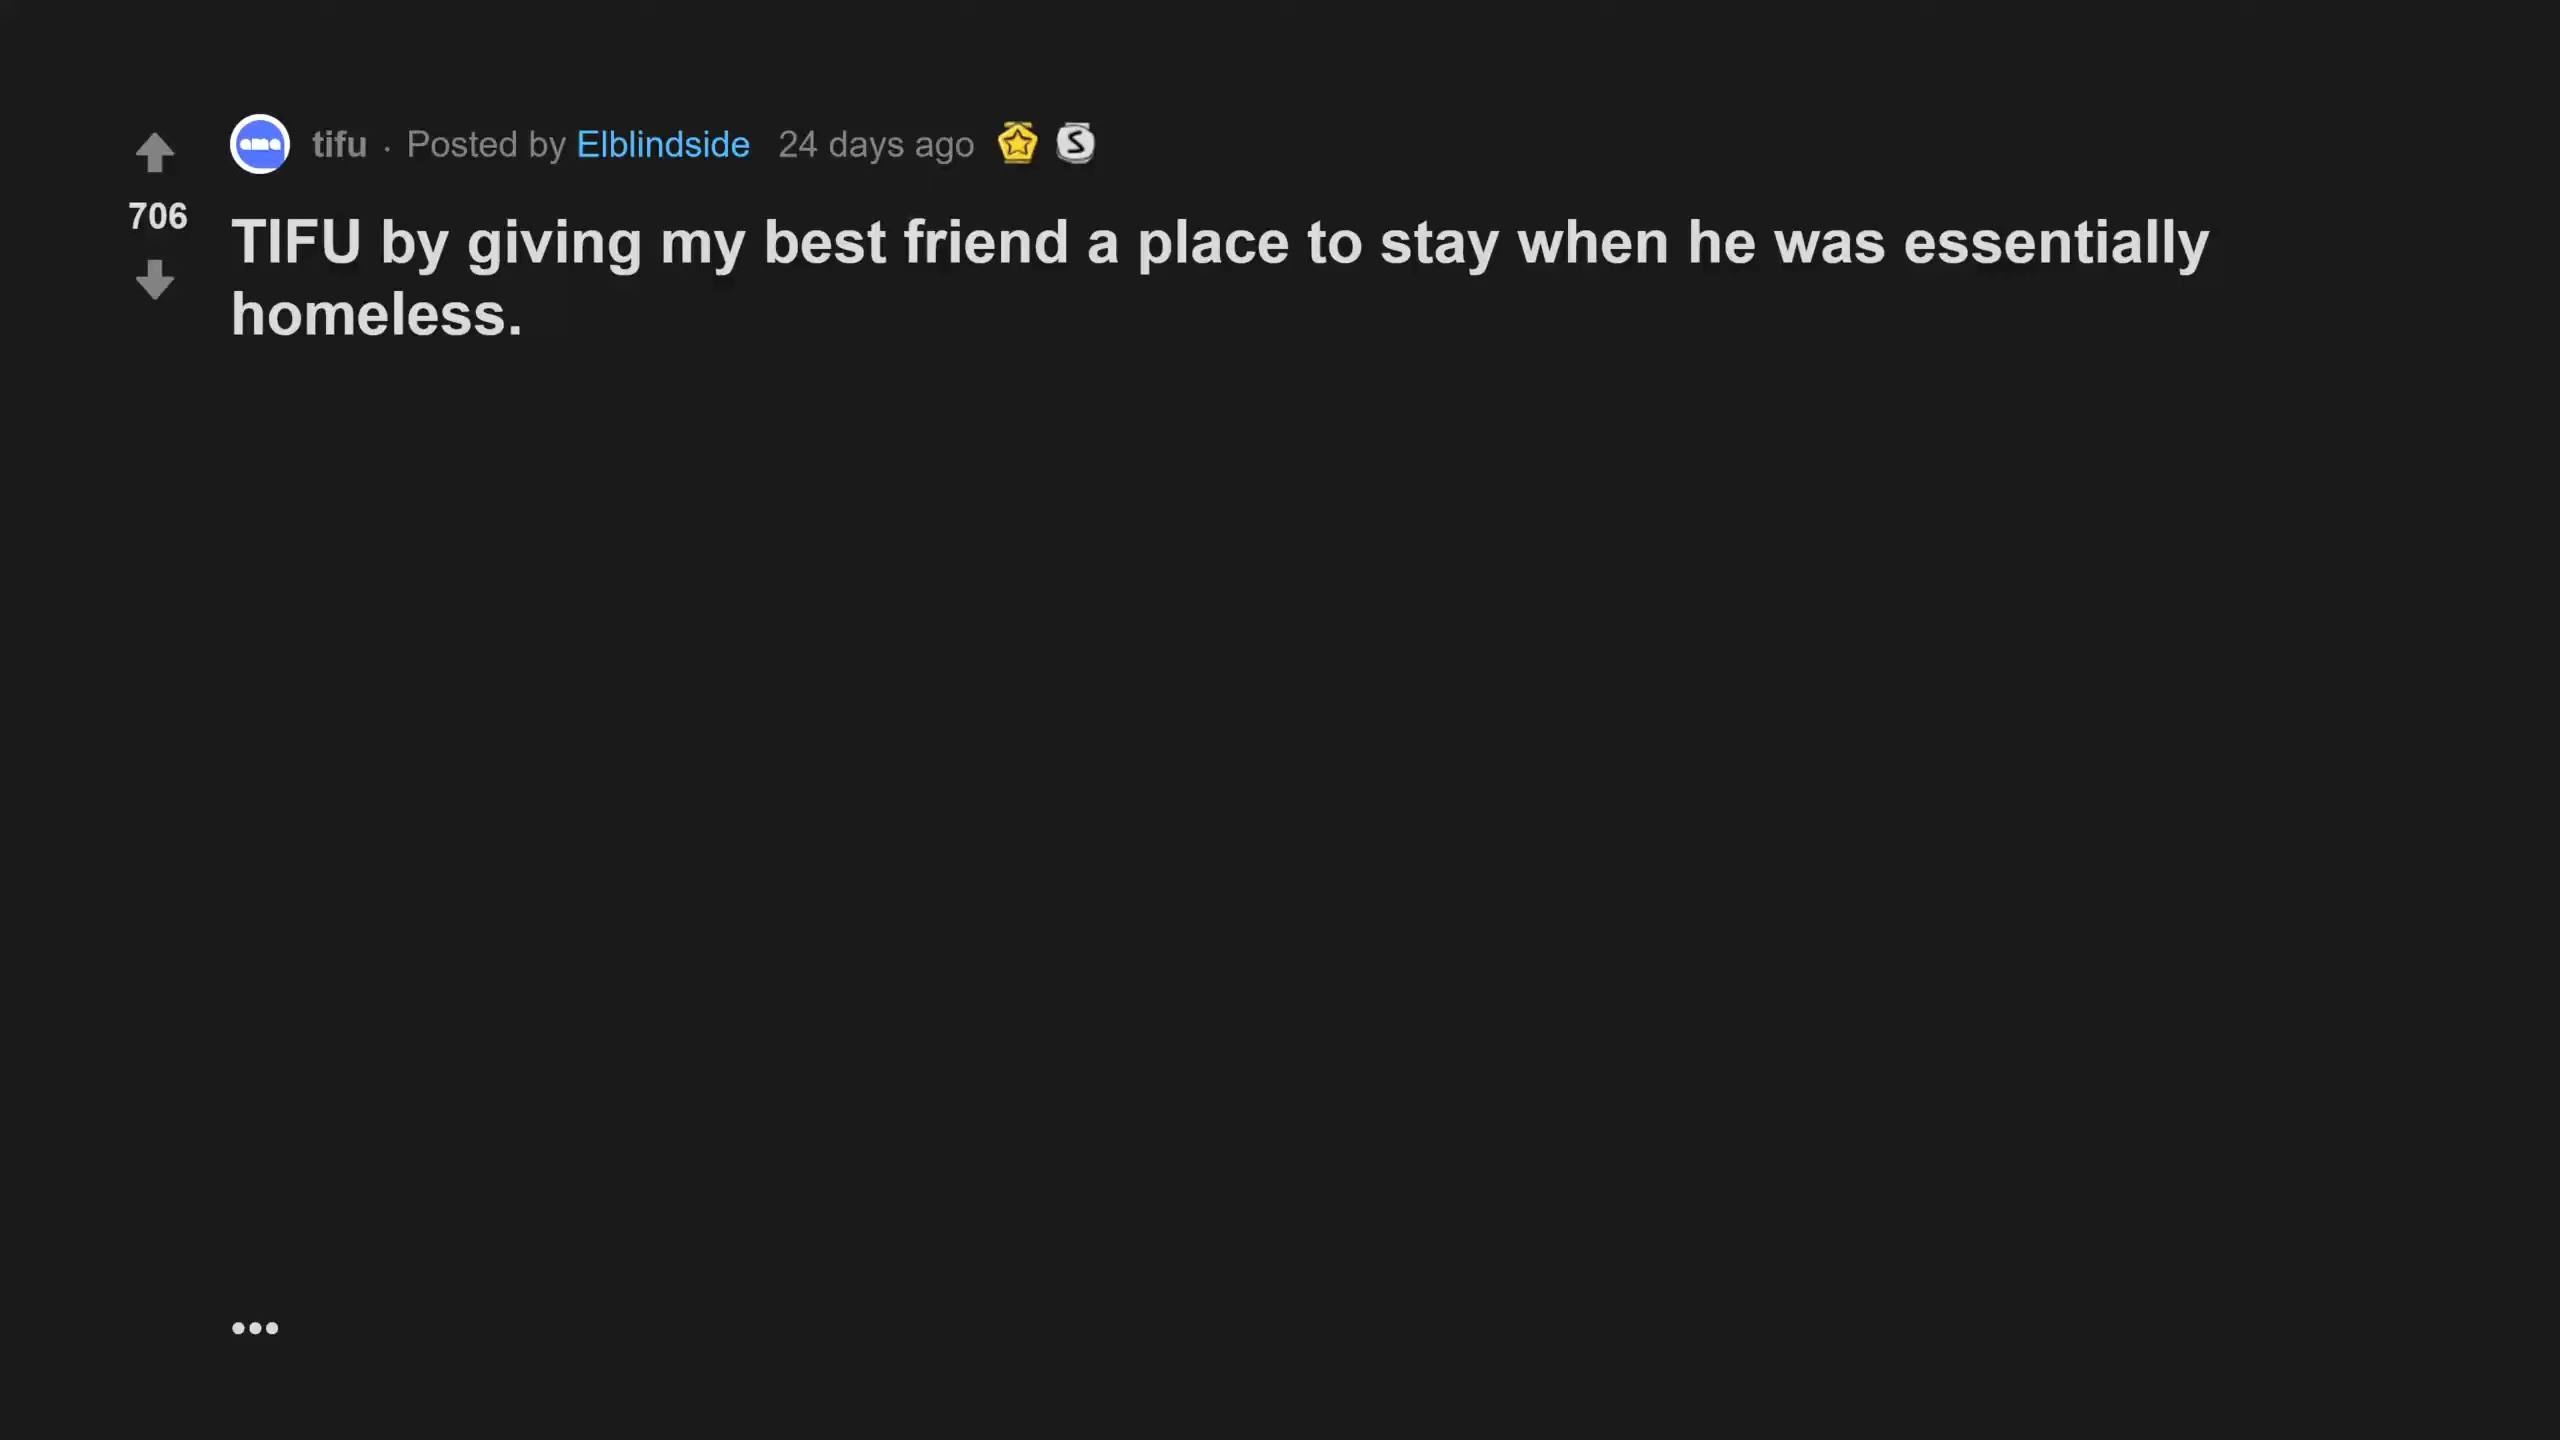 tifu · Posted by Elblindside 24 days ago
706
TIFU by giving my best friend a place to stay when he was essentially
homeless.
...